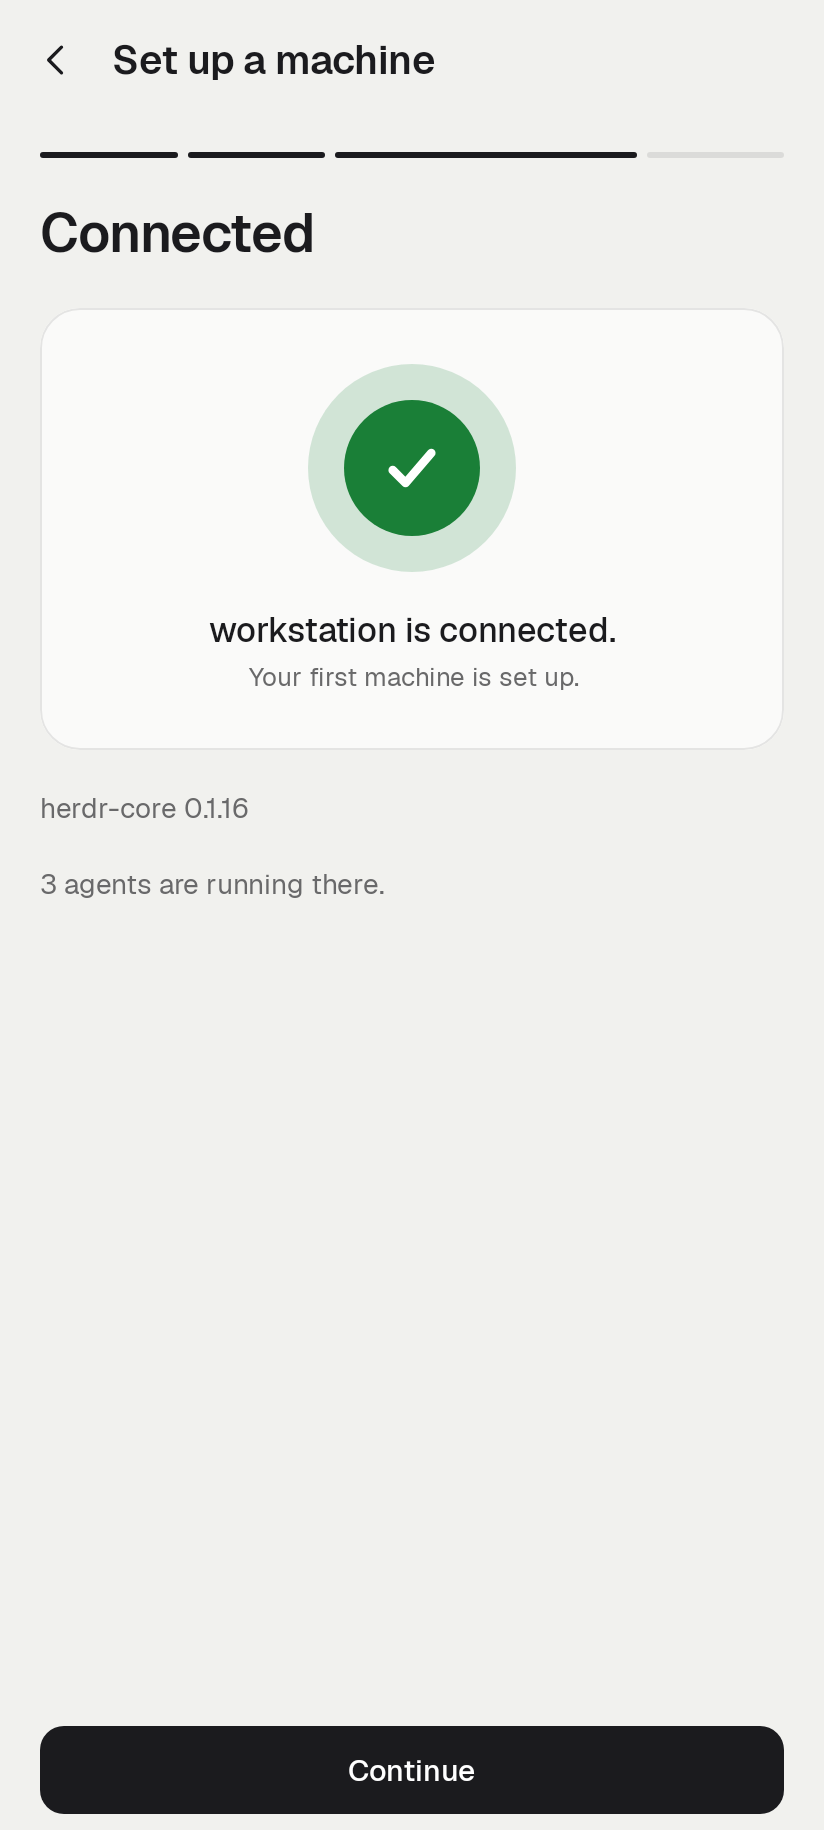 Set up a machine
Connected
workstation is connected.
Your first machine is set up.
herdr-core 0.1.16
3 agents are running there.
Continue